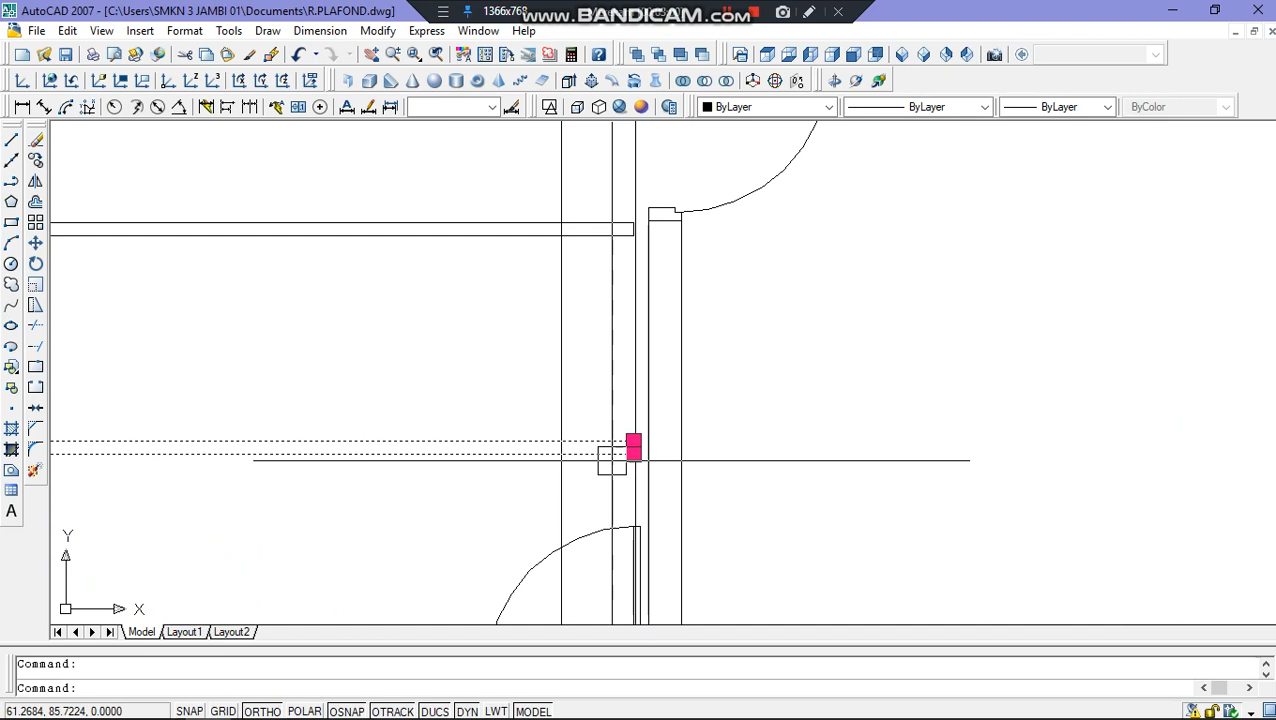 AutoCAD 2007 - [C:\Users\SMKN 3 JAMBI 01\Documents\R.PLAFOND.dwg]
1366x768
www.BANDICAM.com
File Edit View Insert Format Tools Draw Dimension Modify Express Window Help
ByLayer ByLayer ByLayer ByColor
A
Y
X
Model Layout1 Layout2
Command:
Command:
61.2684, 85.7224, 0.0000 SNAP GRID ORTHO POLAR OSNAP OTRACK DUCS DYN LWT MODEL